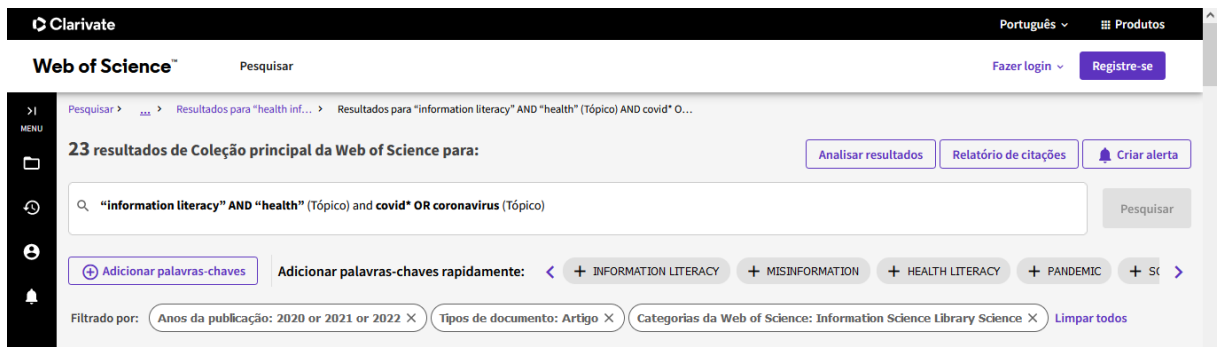 Clarivate
Português
Produtos
Web of Science™
Pesquisar
Fazer login
Registre-se
MENU
Pesquisar > ... > Resultados para "health inf... > Resultados para “information literacy” AND “health” (Tópico) AND covid* O...
23 resultados de Coleção principal da Web of Science para:
Analisar resultados
Relatório de citações
Criar alerta
“information literacy” AND “health” (Tópico) and covid* OR coronavirus (Tópico)
Pesquisar
Adicionar palavras-chaves
Adicionar palavras-chaves rapidamente:
+ INFORMATION LITERACY
+ MISINFORMATION
+ HEALTH LITERACY
+ PANDEMIC
Filtrado por:
Anos da publicação: 2020 or 2021 or 2022 ×
Tipos de documento: Artigo ×
Categorias da Web of Science: Information Science Library Science ×
Limpar todos